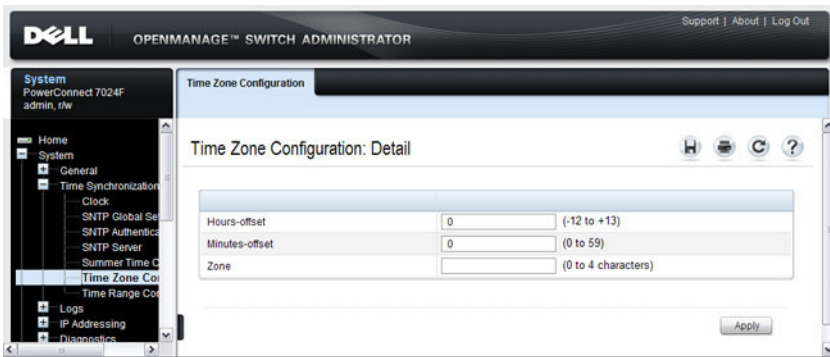 Support | About | Log Out
DELL OPENMANAGE™ SWITCH ADMINISTRATOR
System
PowerConnect 7024F
admin, r/w
Time Zone Configuration
Home
System
General
Time Synchronization
Clock
SNTP Global Se
SNTP Authentica
SNTP Server
Summer Time C
Time Zone Co
Time Range Co
Logs
IP Addressing
Diagnostics
Time Zone Configuration: Detail
Hours-offset 0 (-12 to +13)
Minutes-offset 0 (0 to 59)
Zone (0 to 4 characters)
Apply